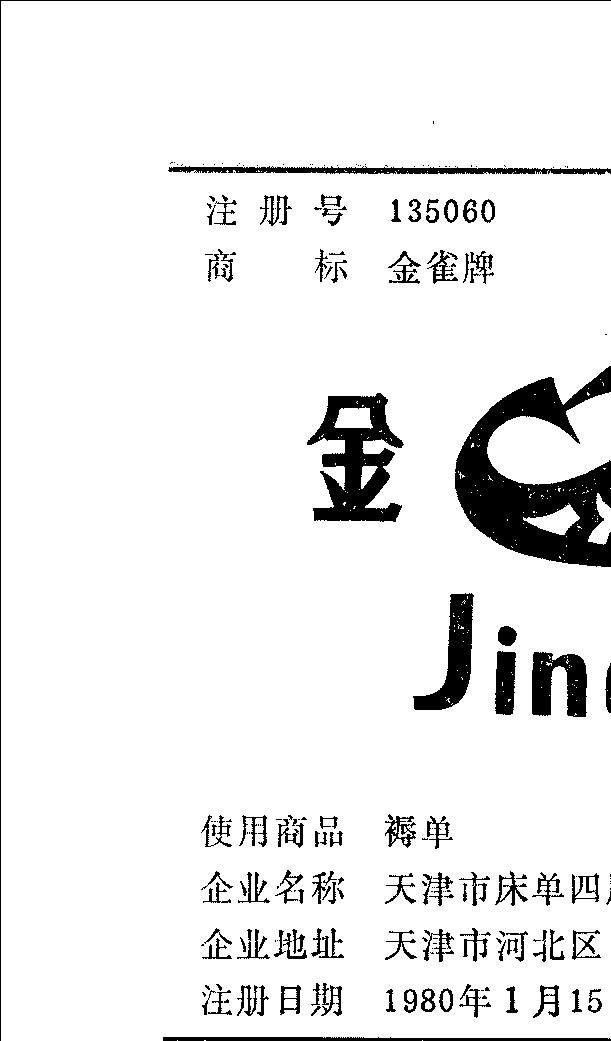 注册号 135060
商标 金雀牌
金
Jin
使用商品 褥单
企业名称 天津市床单四
企业地址 天津市河北区
注册日期 1980年1月15